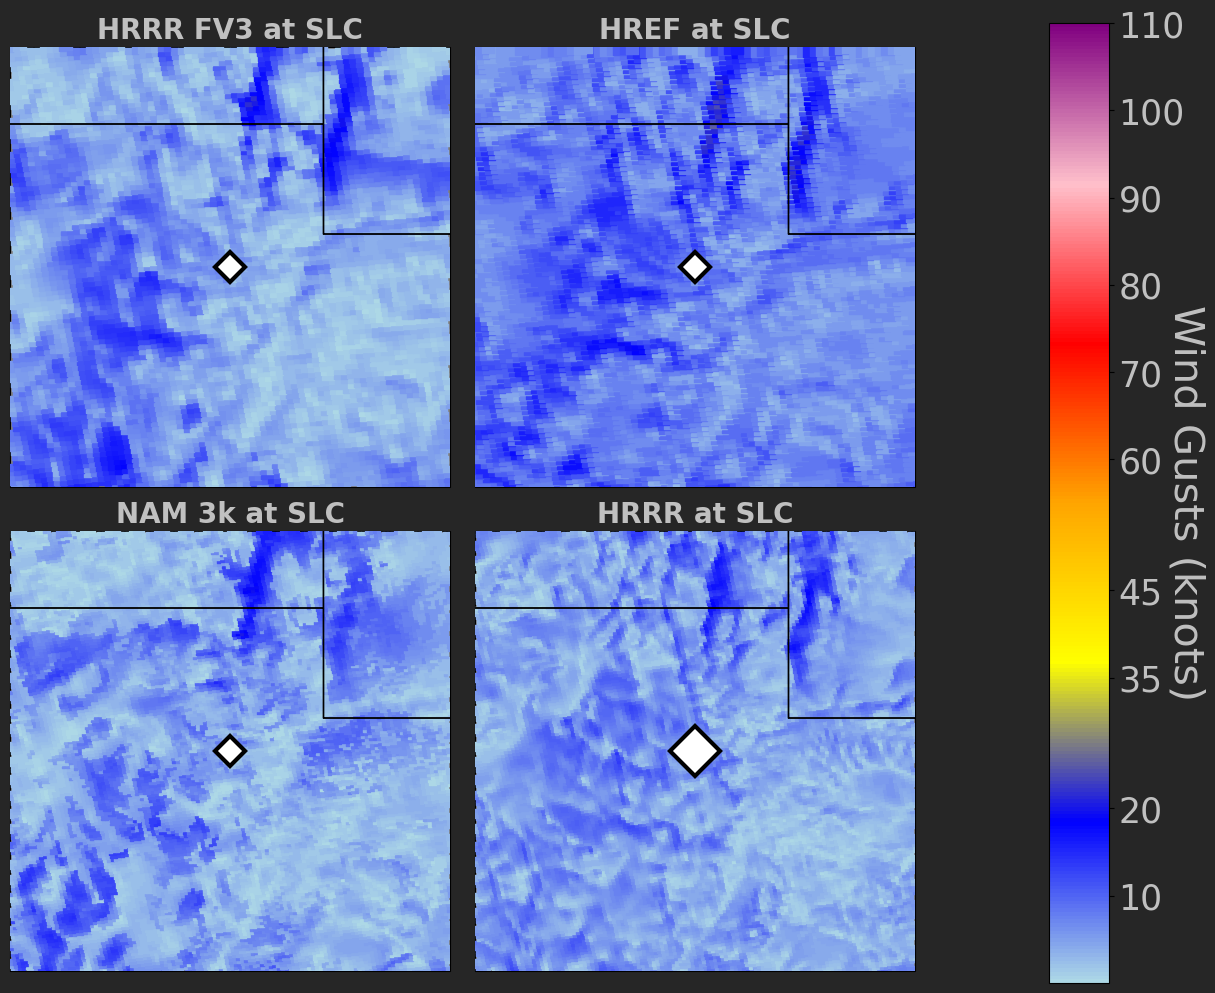 HRRR FV3 at SLC
HREF at SLC
NAM 3k at SLC
HRRR at SLC
110
100
90
80
70
60
45
35
20
10
Wind Gusts (knots)